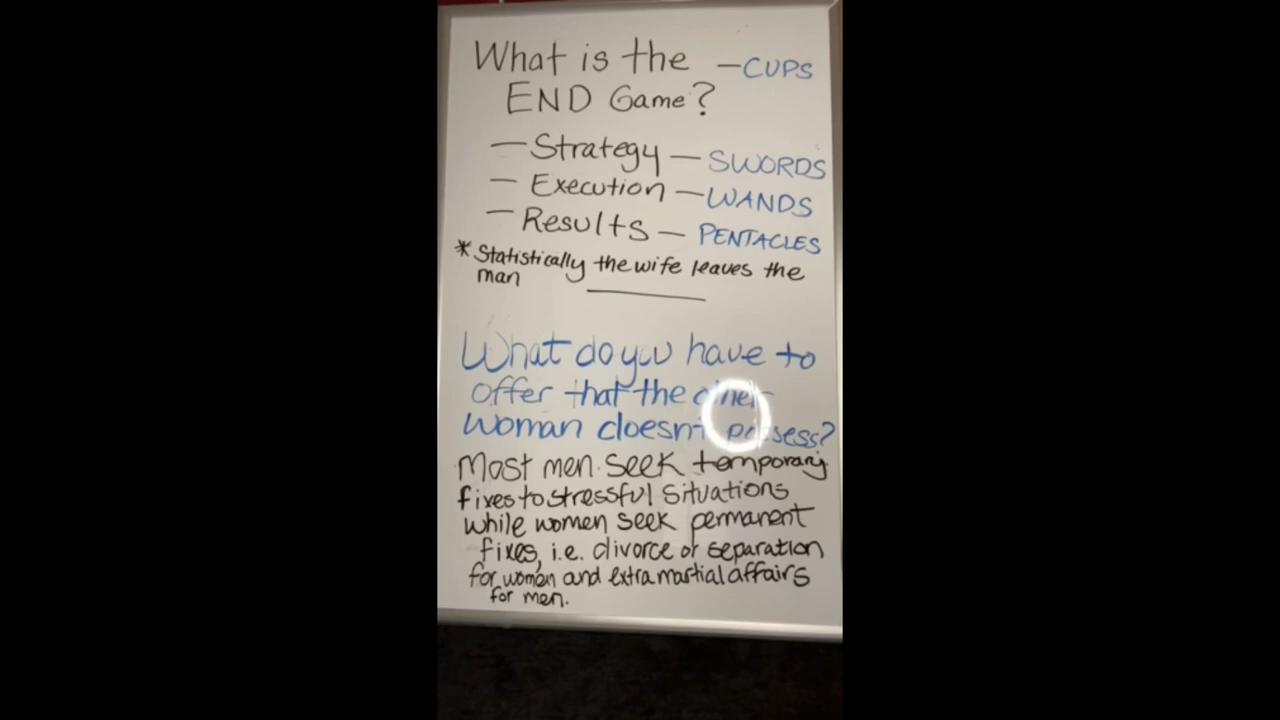 What is the – CUPS
END Game?
– Strategy – SWORDS
– Execution – WANDS
– Results – PENTACLES
* Statistically the wife leaves the
man
What do you have to
offer that the other
woman doesn't possess?
Most men seek temporary
fixes to stressful situations
while women seek permanent
fixes, i.e. divorce or separation
for women and extra martial affairs
for men.